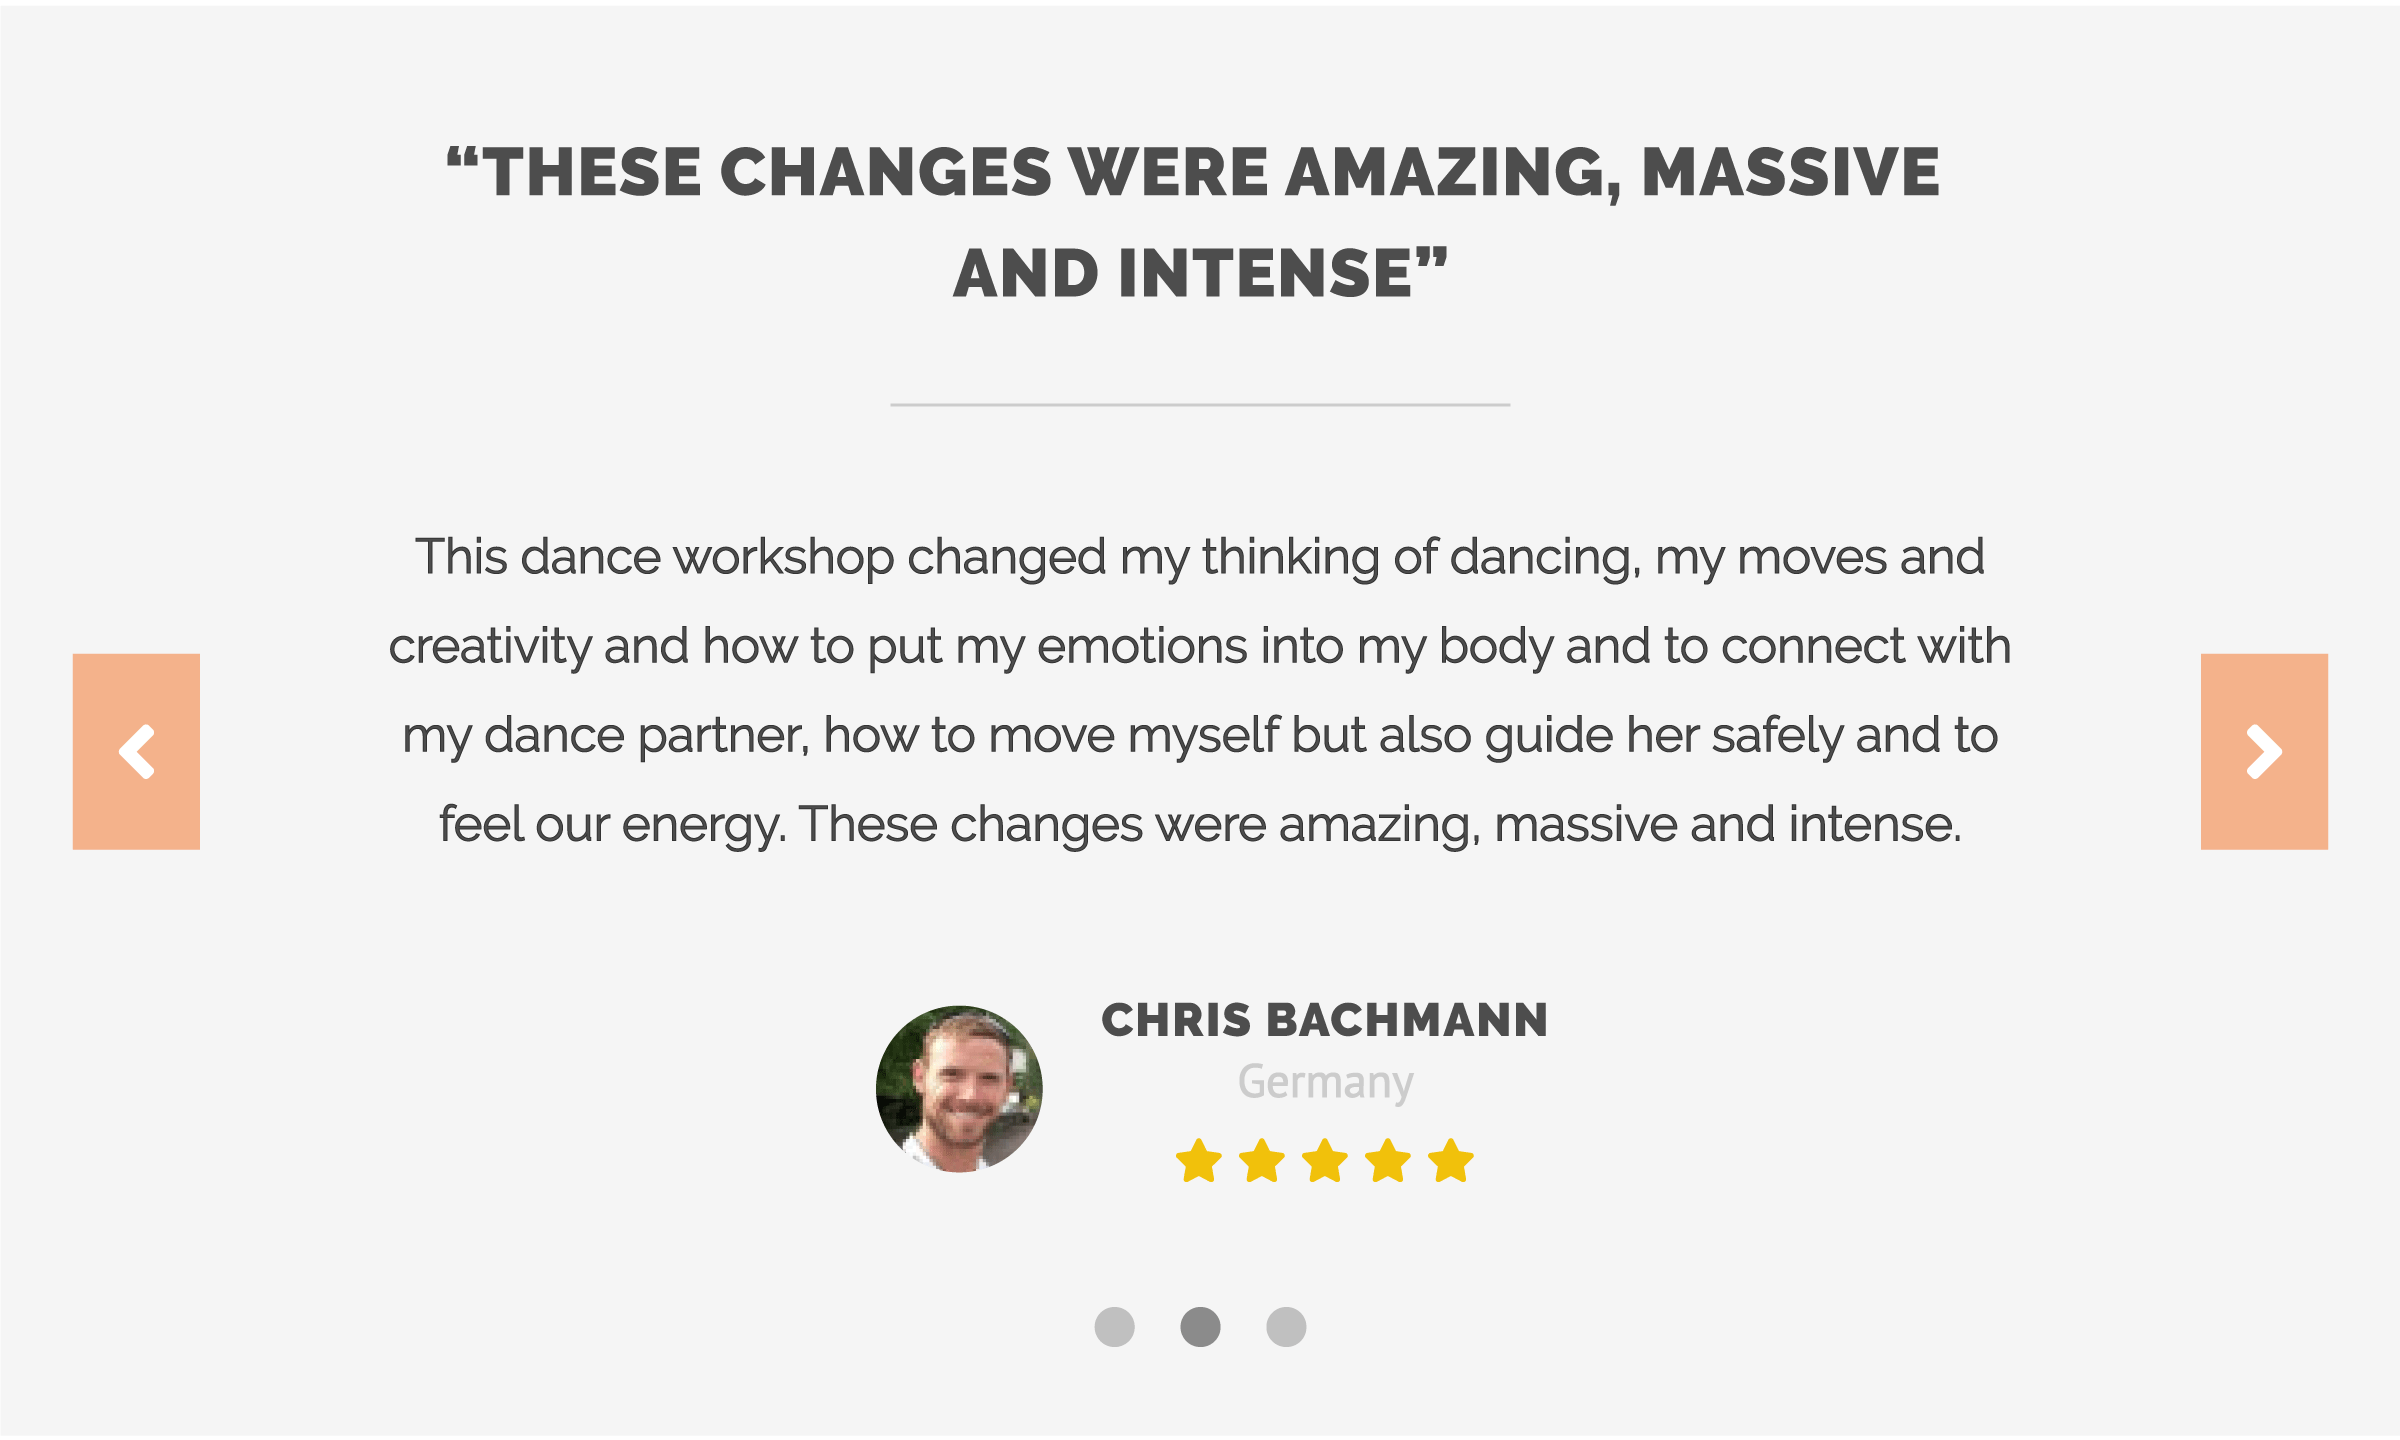 “THESE CHANGES WERE AMAZING, MASSIVE
AND INTENSE”
This dance workshop changed my thinking of dancing, my moves and
creativity and how to put my emotions into my body and to connect with
my dance partner, how to move myself but also guide her safely and to
feel our energy. These changes were amazing, massive and intense.
CHRIS BACHMANN
Germany